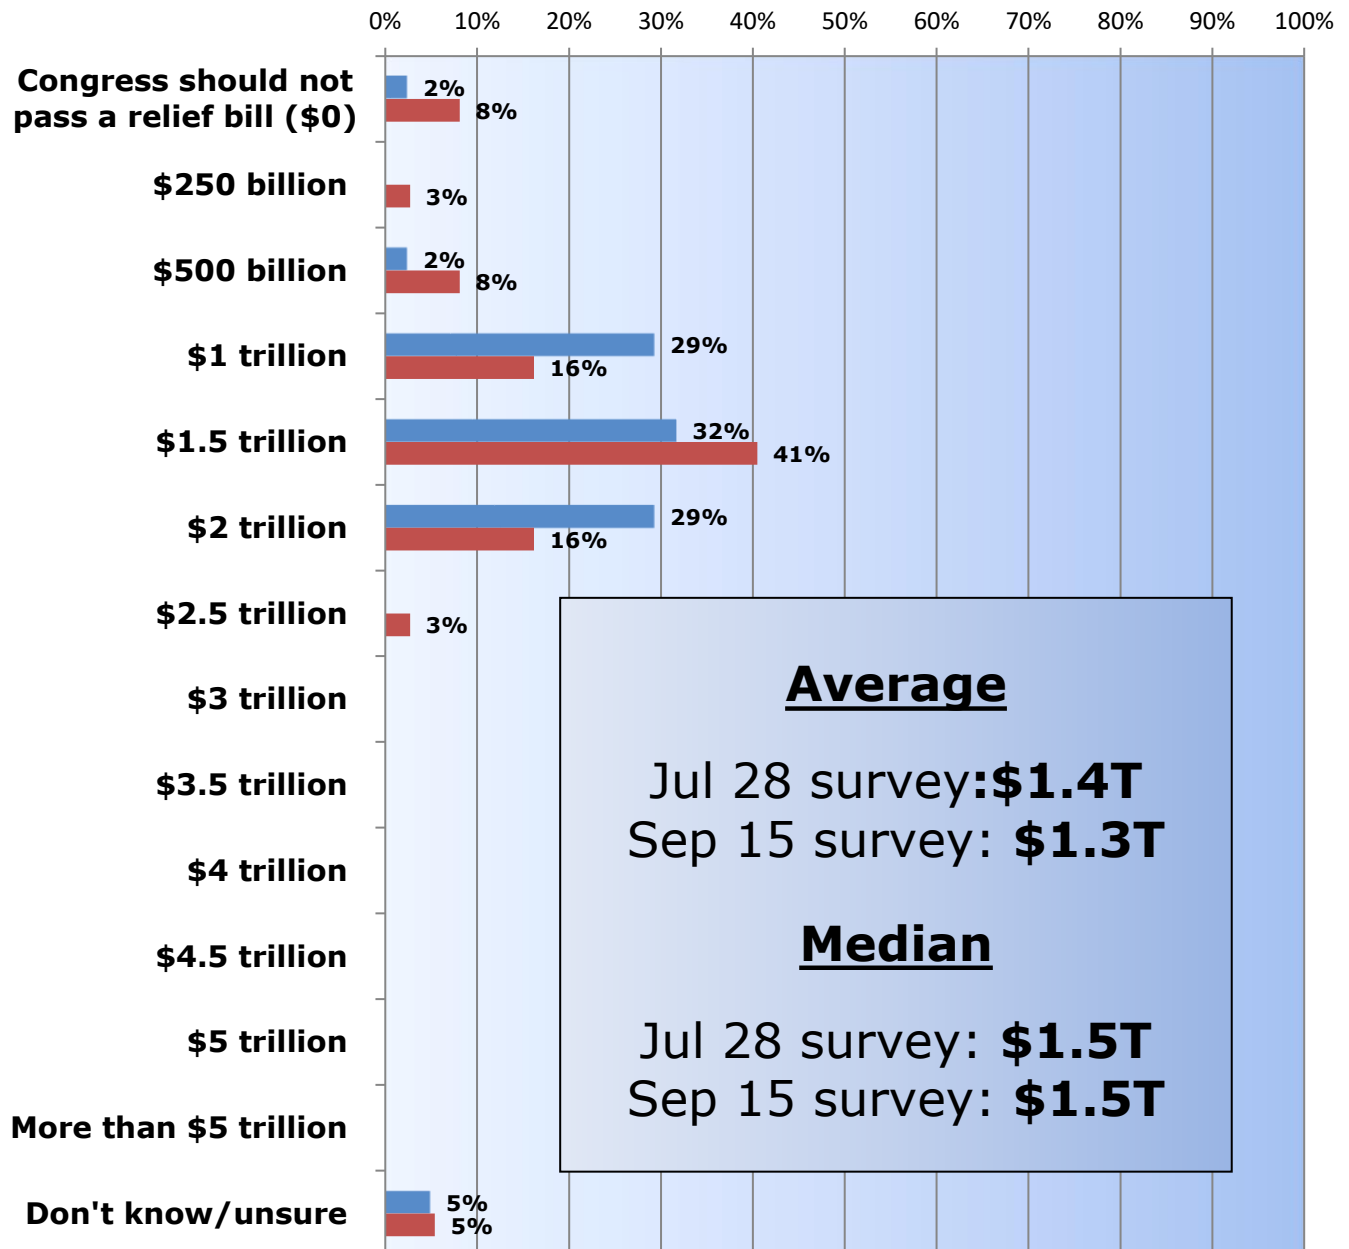 0% 10% 20% 30% 40% 50% 60% 70% 80% 90% 100%
Congress should not
pass a relief bill ($0)
2%
8%
$250 billion
3%
$500 billion
2%
8%
$1 trillion
29%
16%
$1.5 trillion
32%
41%
$2 trillion
29%
16%
$2.5 trillion
3%
$3 trillion
$3.5 trillion
$4 trillion
$4.5 trillion
$5 trillion
More than $5 trillion
Don't know/unsure
5%
5%
Average
Jul 28 survey:$1.4T
Sep 15 survey: $1.3T
Median
Jul 28 survey: $1.5T
Sep 15 survey: $1.5T